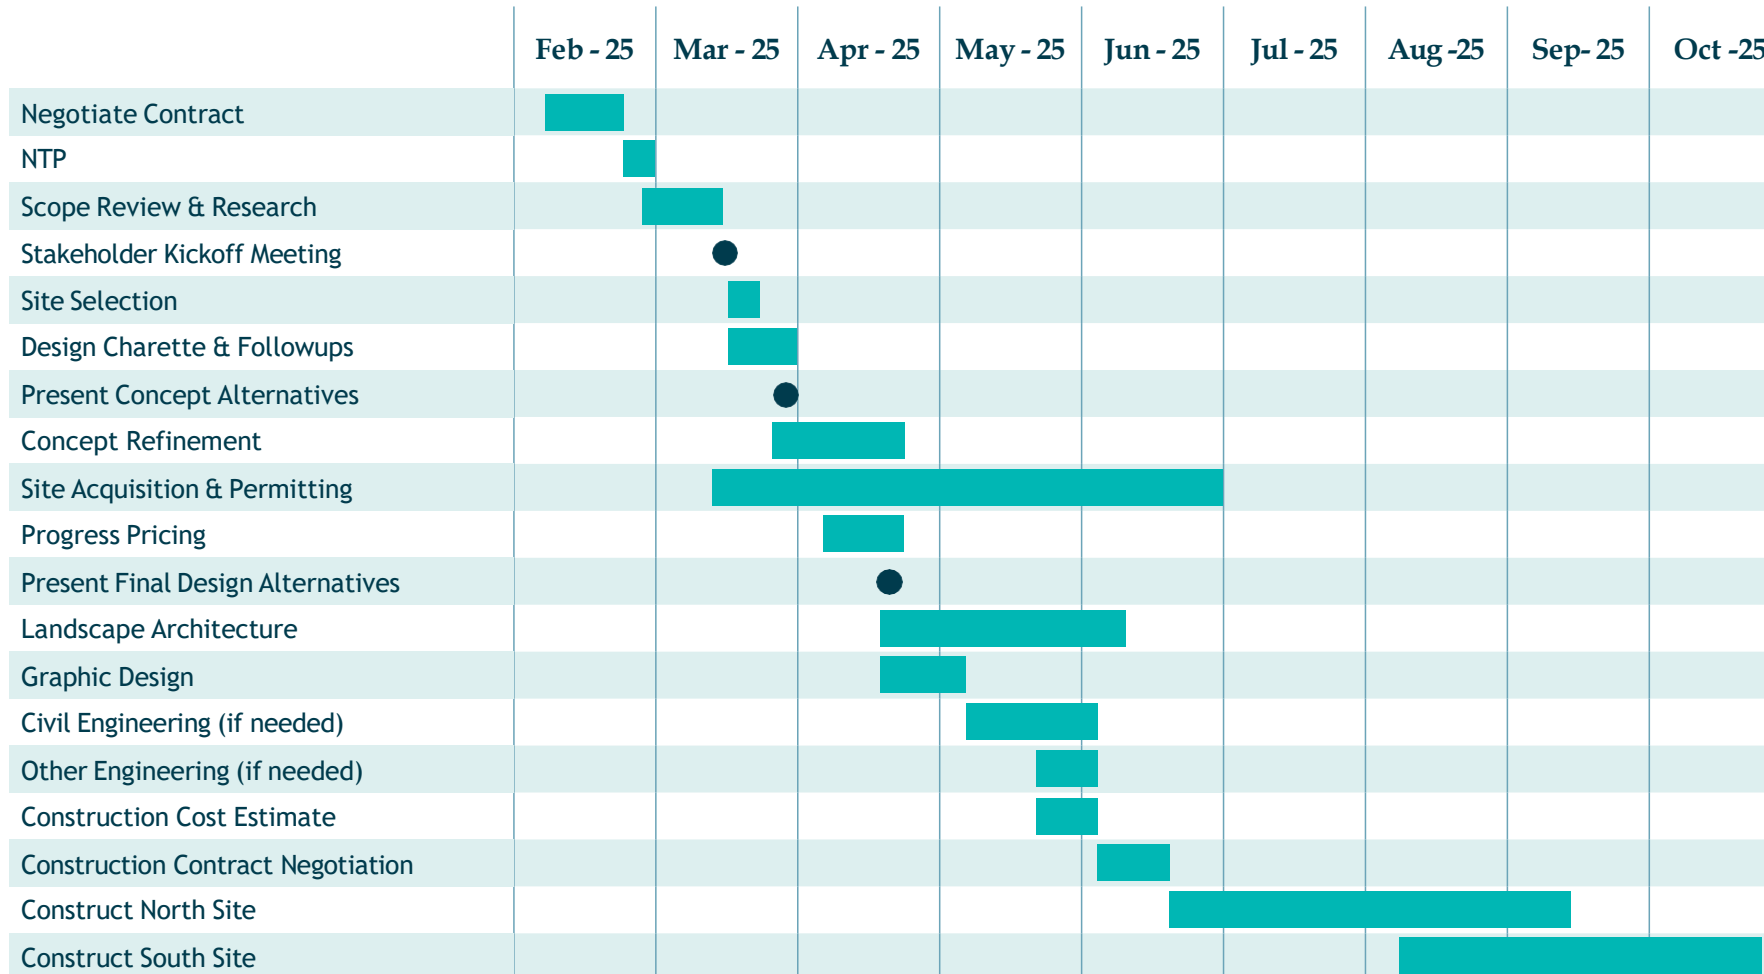 Feb - 25 Mar - 25 Apr - 25 May - 25 Jun - 25 Jul - 25 Aug -25 Sep- 25 Oct -25
Negotiate Contract
NTP
Scope Review & Research
Stakeholder Kickoff Meeting
Site Selection
Design Charette & Followups
Present Concept Alternatives
Concept Refinement
Site Acquisition & Permitting
Progress Pricing
Present Final Design Alternatives
Landscape Architecture
Graphic Design
Civil Engineering (if needed)
Other Engineering (if needed)
Construction Cost Estimate
Construction Contract Negotiation
Construct North Site
Construct South Site